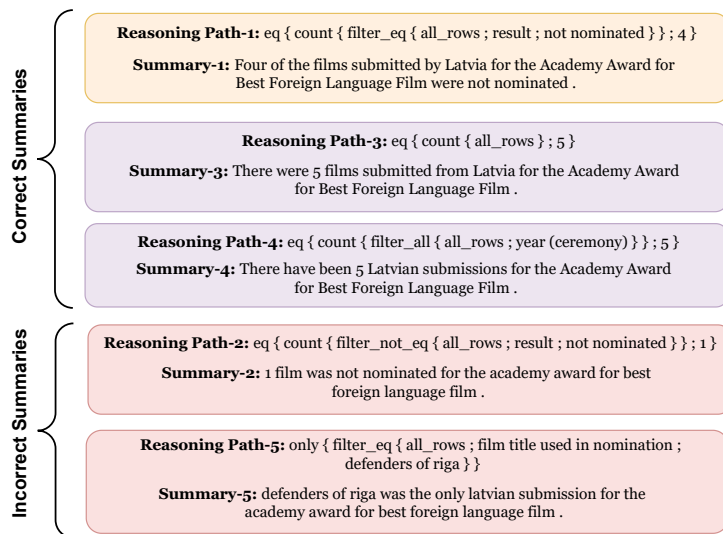 Correct Summaries
Reasoning Path-1: eq { count { filter_eq { all_rows ; result ; not nominated } } ; 4 }
Summary-1: Four of the films submitted by Latvia for the Academy Award for
Best Foreign Language Film were not nominated .
Reasoning Path-3: eq { count { all_rows } ; 5 }
Summary-3: There were 5 films submitted from Latvia for the Academy Award
for Best Foreign Language Film .
Reasoning Path-4: eq { count { filter_all { all_rows ; year (ceremony) } } ; 5 }
Summary-4: There have been 5 Latvian submissions for the Academy Award
for Best Foreign Language Film .
Incorrect Summaries
Reasoning Path-2: eq { count { filter_not_eq { all_rows ; result ; not nominated } } ; 1 }
Summary-2: 1 film was not nominated for the academy award for best
foreign language film .
Reasoning Path-5: only { filter_eq { all_rows ; film title used in nomination ;
defenders of riga } }
Summary-5: defenders of riga was the only latvian submission for the
academy award for best foreign language film .